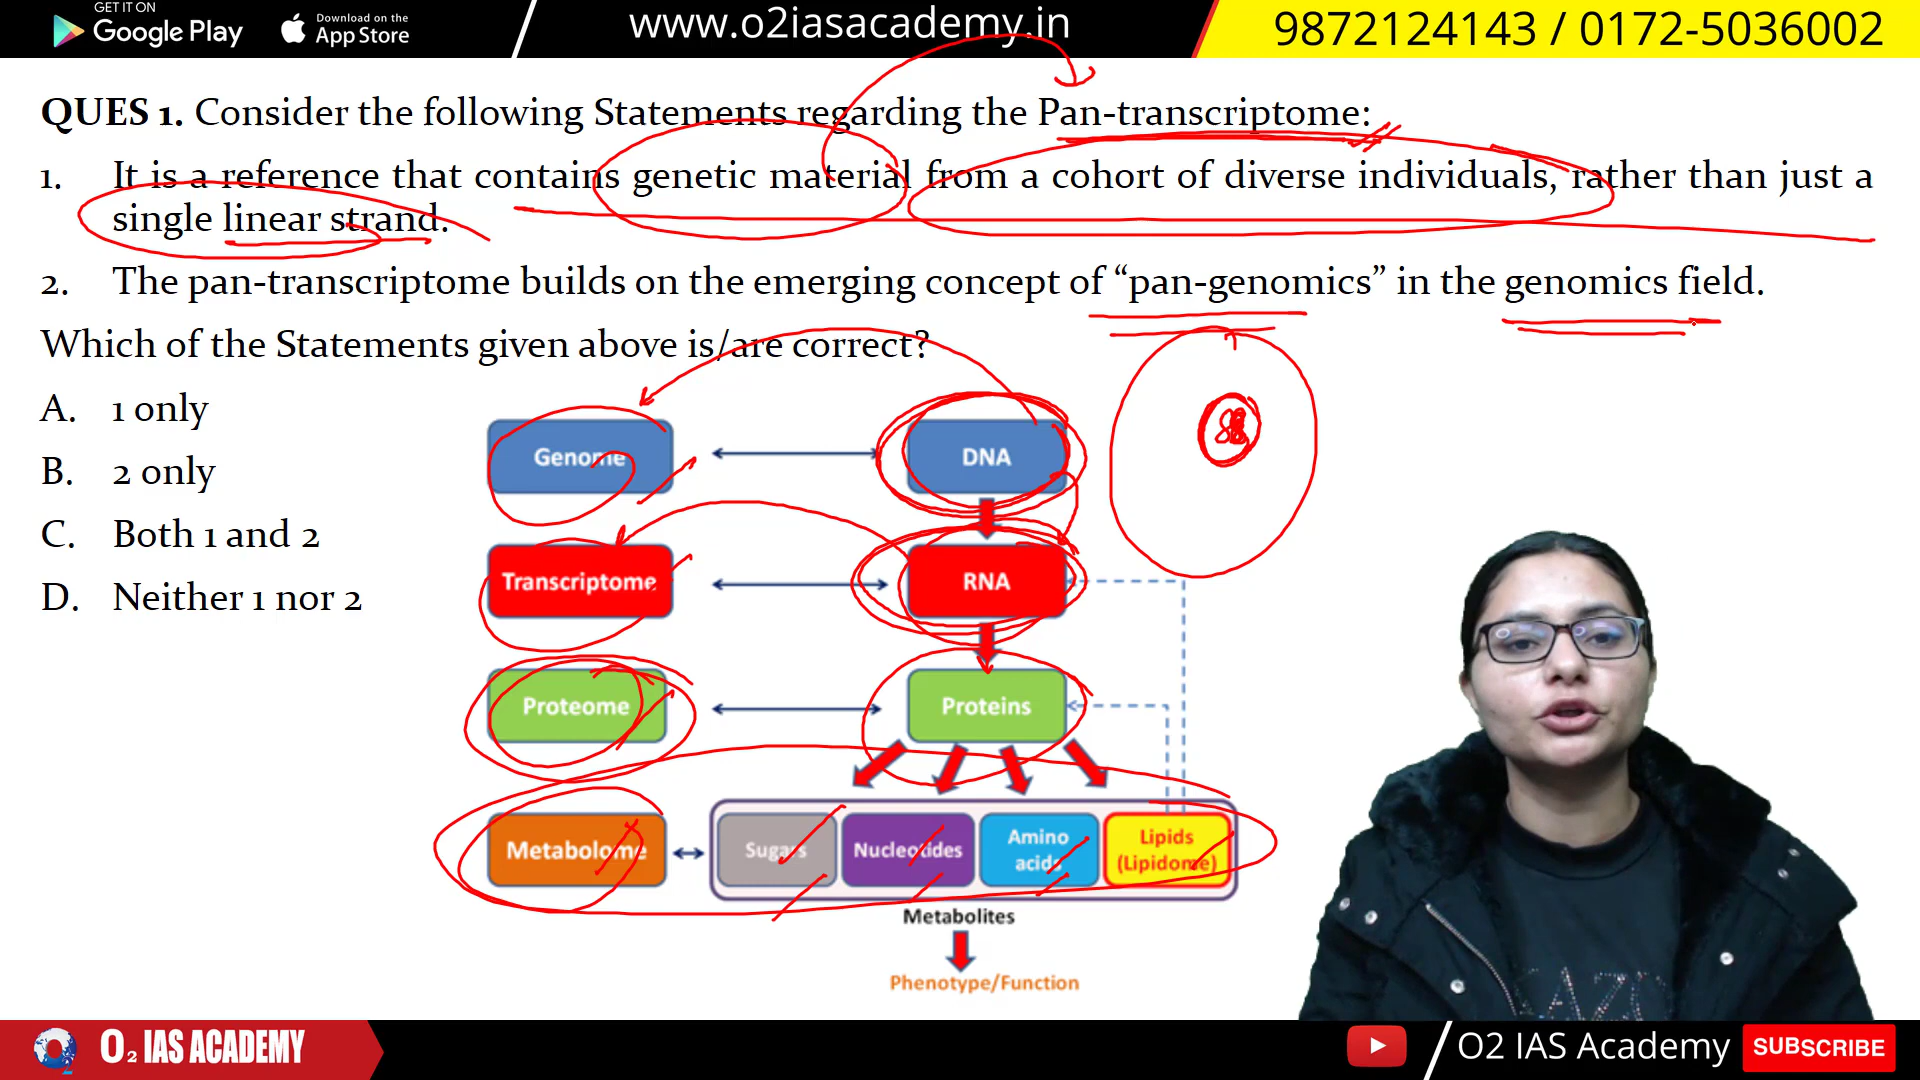 GET IT ON
Google Play
Download on the
App Store
www.o2iasacademy.in
9872124143 / 0172-5036002
QUES 1. Consider the following Statements regarding the Pan-transcriptome:
1. It is a reference that contains genetic material from a cohort of diverse individuals, rather than just a
single linear strand.
2. The pan-transcriptome builds on the emerging concept of “pan-genomics” in the genomics field.
Which of the Statements given above is/are correct?
A. 1 only
B. 2 only
C. Both 1 and 2
D. Neither 1 nor 2
Genome
DNA
Transcriptome
RNA
Proteome
Proteins
Metabolome
Sugars
Nucleotides
Amino
acids
Lipids
(Lipidome)
Metabolites
Phenotype/Function
O2 IAS ACADEMY
O2 IAS Academy
SUBSCRIBE